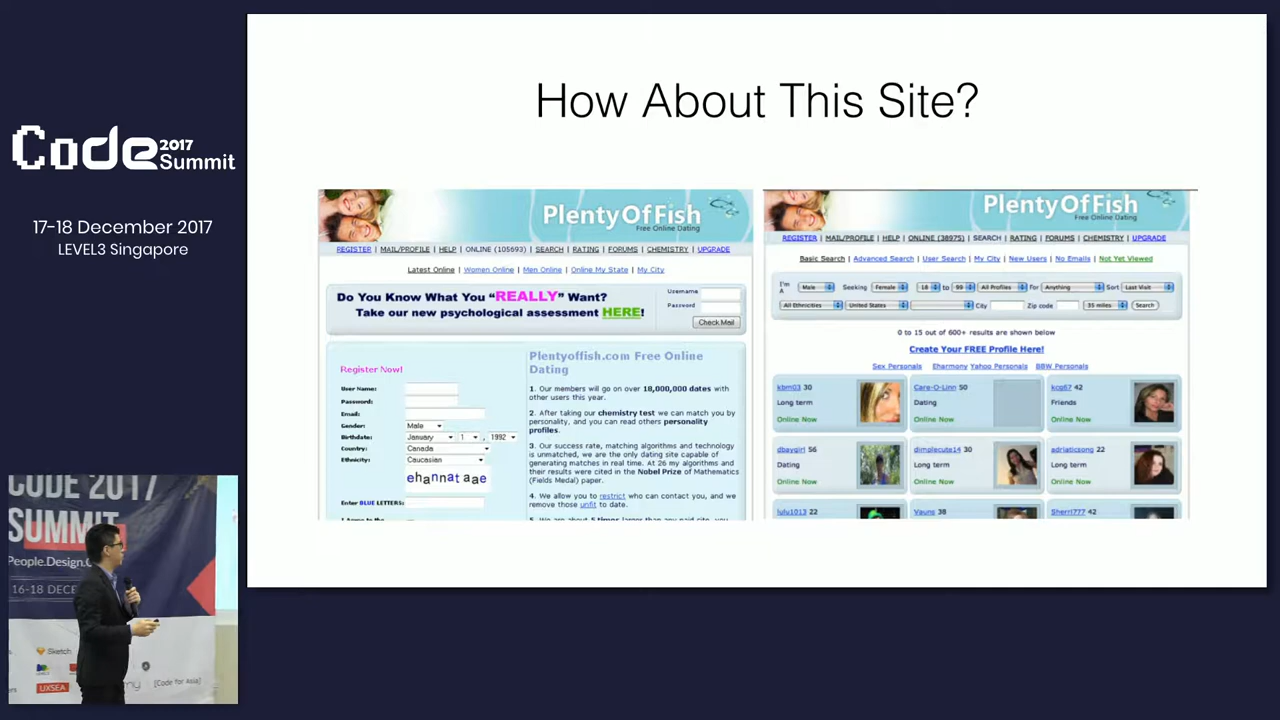 How About This Site?
Code 2017 Summit
17-18 December 2017
LEVEL3 Singapore
PlentyOfFish
Free Online Dating
REGISTER | MAIL/PROFILE | HELP | ONLINE (105693) | SEARCH | RATING | FORUMS | CHEMISTRY | UPGRADE
Latest Online | Women Online | Men Online | Online My State | My City
Do You Know What You “REALLY” Want?
Take our new psychological assessment HERE!
Username
Password
Check Mail
Register Now!
User Name:
Password:
Email:
Gender: Male
Birthdate: January 1 , 1992
Country: Canada
Ethnicity: Caucasian
ehannat aae
Enter BLUE LETTERS:
Plentyoffish.com Free Online
Dating
1. Our members will go on over 18,000,000 dates with
other users this year.
2. After taking our chemistry test we can match you by
personality, and you can read others personality
profiles.
3. Our success rate, matching algorithms and technology
is unmatched, we are the only dating site capable of
generating matches in real time. At 26 my algorithms and
their results were cited in the Nobel Prize of Mathematics
(Fields Medal) paper.
4. We allow you to restrict who can contact you, and we
remove those unfit to date.
PlentyOfFish
Free Online Dating
REGISTER | MAIL/PROFILE | HELP | ONLINE (38975) | SEARCH | RATING | FORUMS | CHEMISTRY | UPGRADE
Basic Search | Advanced Search | User Search | My City | New Users | No Emails | Not Yet Viewed
I'm A Male Seeking Female 18 to 99 All Profiles For Anything Sort Last Visit
All Ethnicities United States City Zip code 35 miles Search
0 to 15 out of 600+ results are shown below
Create Your FREE Profile Here!
Sex Personals Eharmony Yahoo Personals BBW Personals
kbm03 30
Long term
Online Now
Care-O-Linn 50
Dating
Online Now
kcg67 42
Friends
Online Now
dbaygirl 56
Dating
Online Now
dimplecute14 30
Long term
Online Now
adriaticsong 22
Long term
Online Now
lulu1013 22
Vauns 38
Sherri777 42
CODE 2017
SUMMIT
People.Design.
16-18 DECE
Sketch
UXSEA
[Code for Asia]